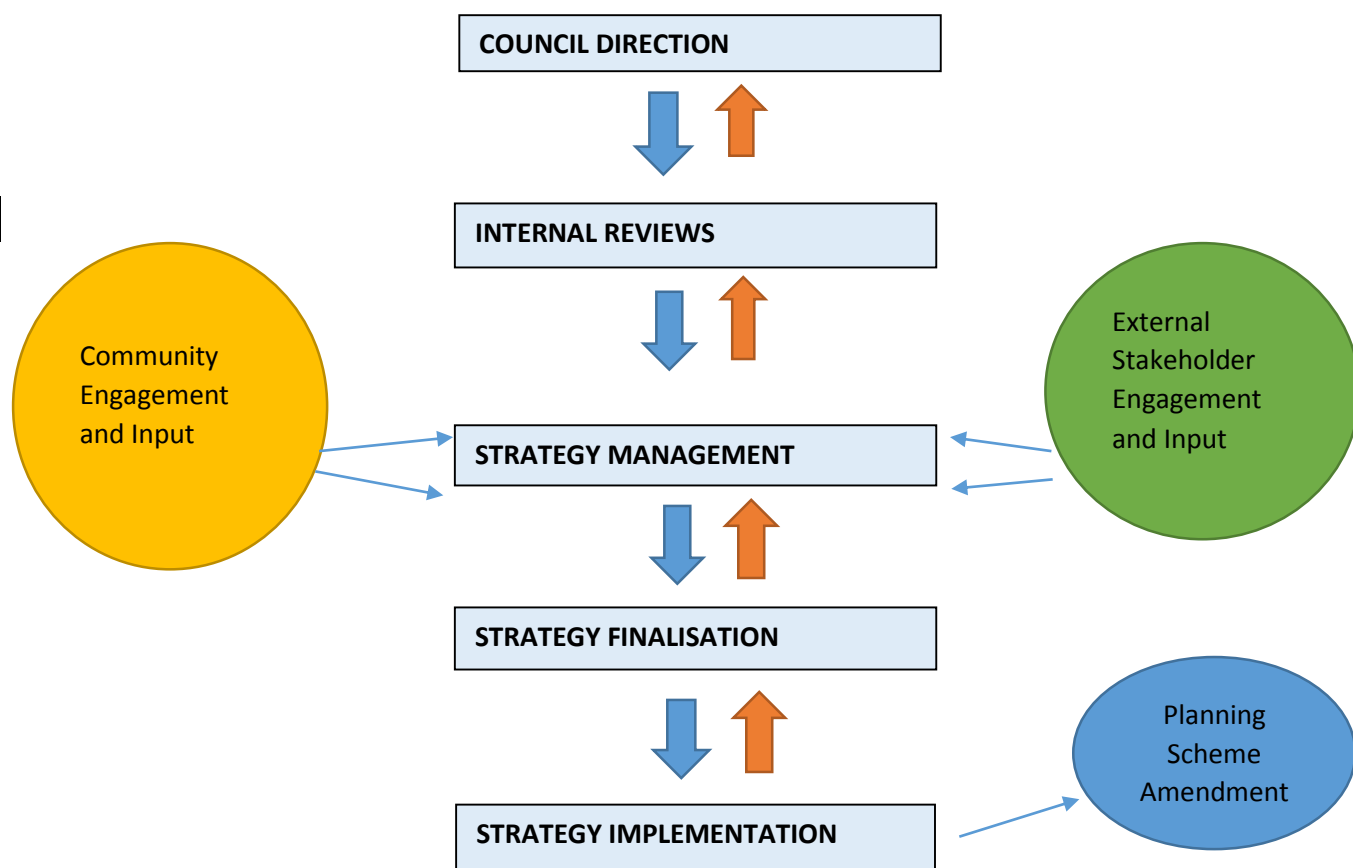 COUNCIL DIRECTION
INTERNAL REVIEWS
Community
Engagement
and Input
External
Stakeholder
Engagement
and Input
STRATEGY MANAGEMENT
STRATEGY FINALISATION
Planning
Scheme
Amendment
STRATEGY IMPLEMENTATION